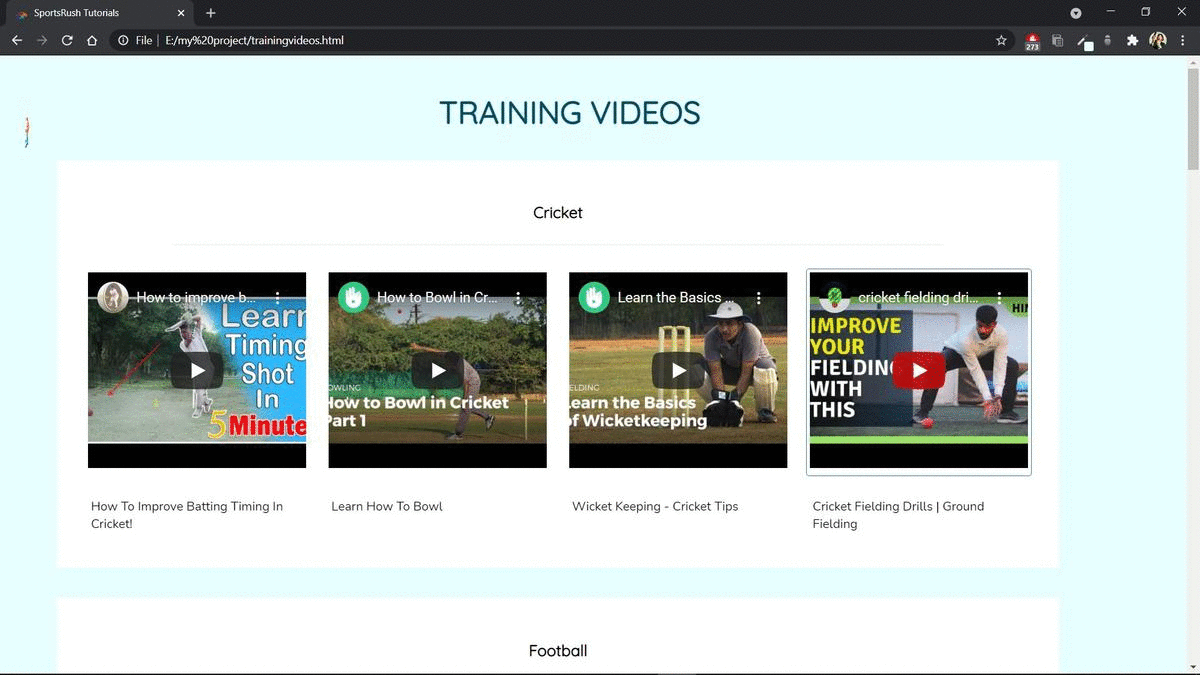 SportsRush Tutorials
File | E:/my%20project/trainingvideos.html
273
TRAINING VIDEOS
Cricket
How to improve b...
Learn
Timing
Shot
In
5 Minute
How to Bowl in Cr...
OWLING
How to Bowl in Cricket
Part 1
Learn the Basics ...
ELDING
Learn the Basics
of Wicketkeeping
cricket fielding dri...
HIN
IMPROVE
YOUR
FIELDING
WITH
THIS
How To Improve Batting Timing In
Cricket!
Learn How To Bowl
Wicket Keeping - Cricket Tips
Cricket Fielding Drills | Ground
Fielding
Football